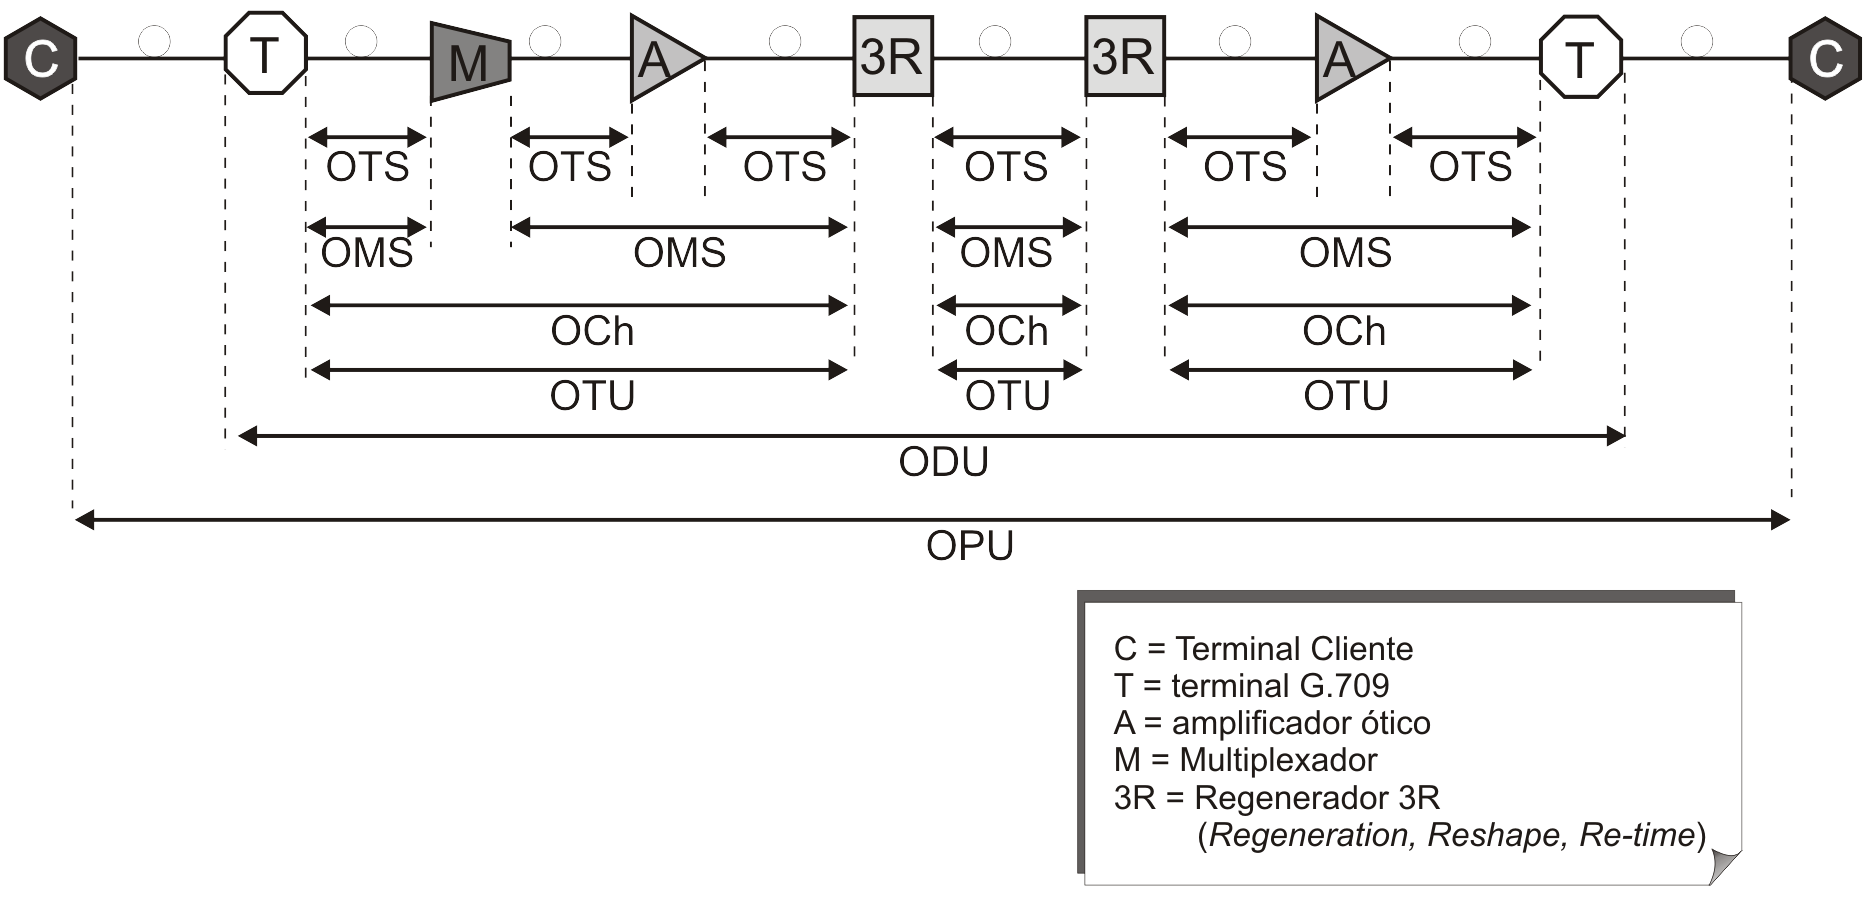 C T M A 3R 3R A T C
OTS OTS OTS OTS OTS OTS
OMS OMS OMS OMS
OCh OCh OCh
OTU OTU OTU
ODU
OPU
C = Terminal Cliente
T = terminal G.709
A = amplificador ótico
M = Multiplexador
3R = Regenerador 3R
(Regeneration, Reshape, Re-time)